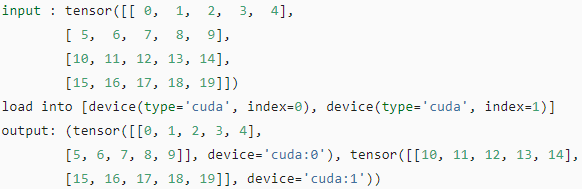 input : tensor([[ 0,  1,  2,  3,  4],
        [ 5,  6,  7,  8,  9],
        [10, 11, 12, 13, 14],
        [15, 16, 17, 18, 19]])
load into [device(type='cuda', index=0), device(type='cuda', index=1)]
output: (tensor([[0, 1, 2, 3, 4],
        [5, 6, 7, 8, 9]], device='cuda:0'), tensor([[10, 11, 12, 13, 14],
        [15, 16, 17, 18, 19]], device='cuda:1'))